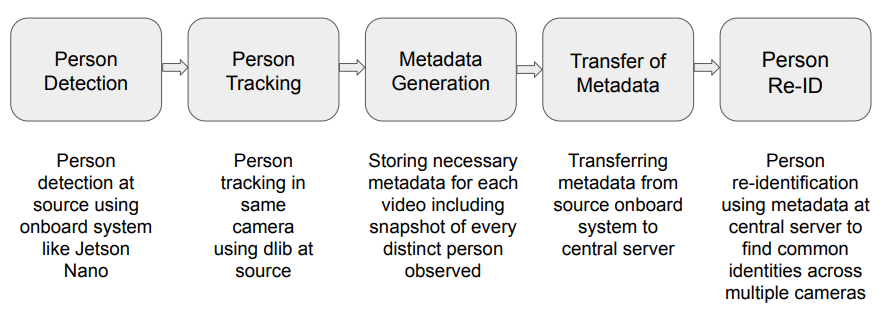 Person
Detection
Person
Tracking
Metadata
Generation
Transfer of
Metadata
Person
Re-ID
Person
detection at
source using
onboard system
like Jetson
Nano
Person
tracking in
same
camera
using dlib at
source
Storing necessary
metadata for each
video including
snapshot of every
distinct person
observed
Transferring
metadata from
source onboard
system to
central server
Person
re-identification
using metadata at
central server to
find common
identities across
multiple cameras